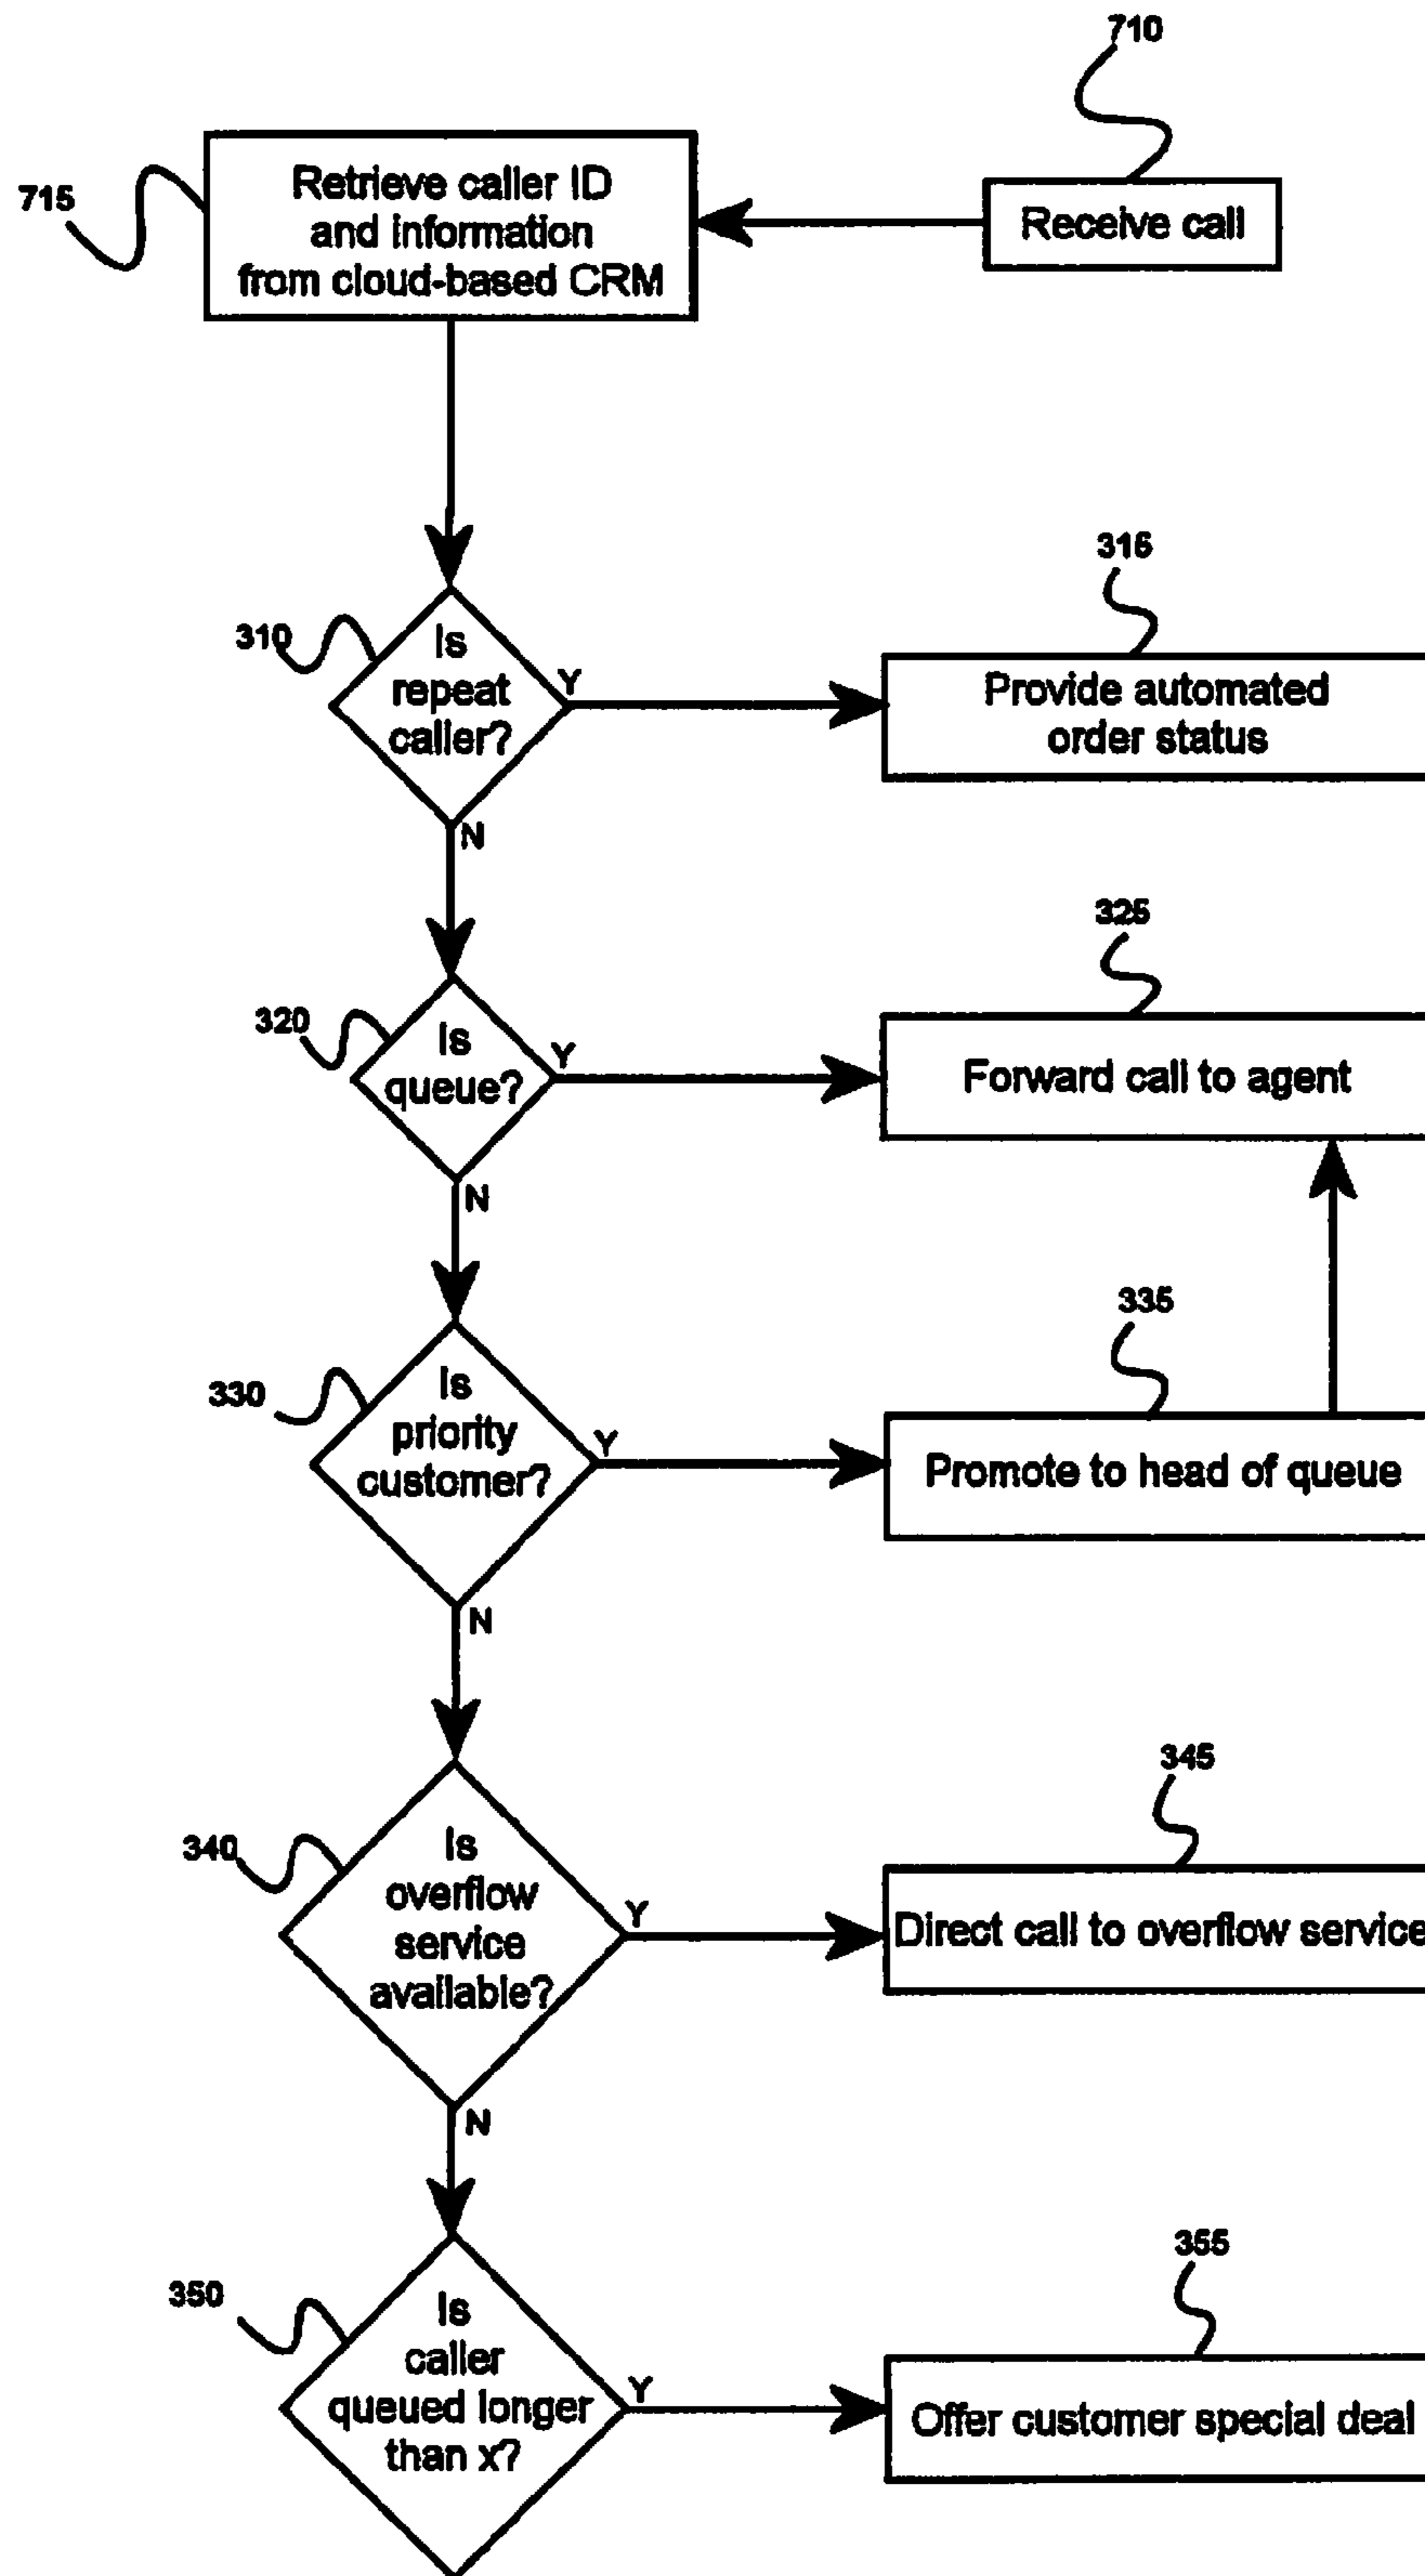 710
715
Retrieve caller ID
and information
from cloud-based CRM
Receive call
310
Is
repeat
caller?
Y
N
315
Provide automated
order status
320
Is
queue?
Y
N
325
Forward call to agent
330
Is
priority
customer?
Y
N
335
Promote to head of queue
340
Is
overflow
service
available?
Y
N
345
Direct call to overflow service
350
Is
caller
queued longer
than x?
Y
355
Offer customer special deal